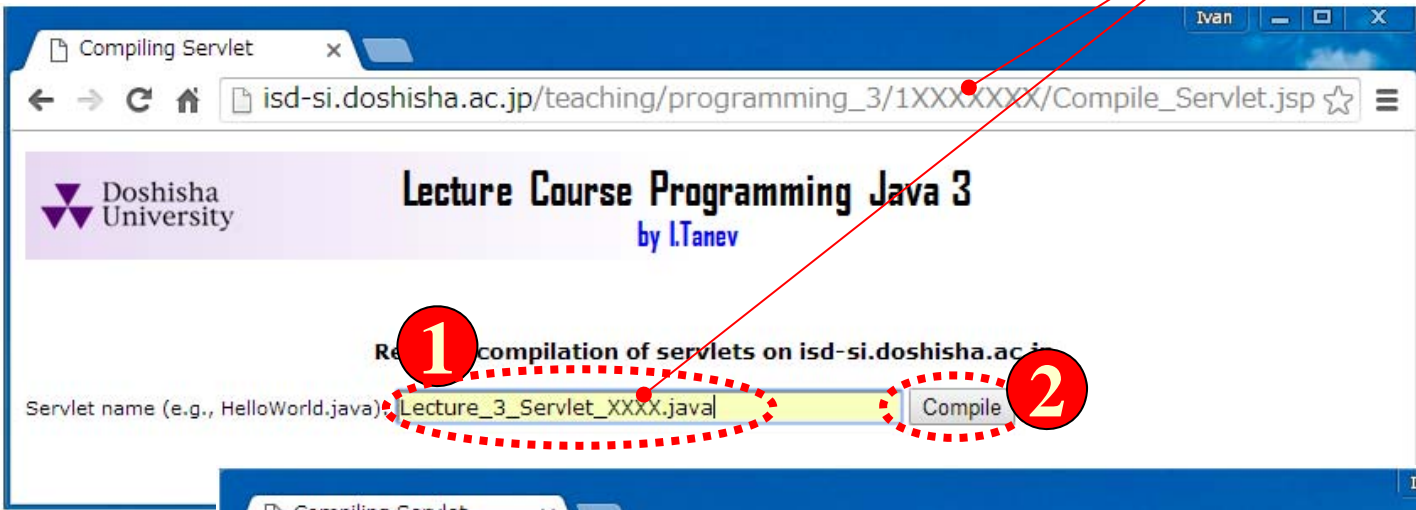 Ivan
Compiling Servlet
isd-si.doshisha.ac.jp/teaching/programming_3/1XXXXXXX/Compile_Servlet.jsp
Doshisha
University
Lecture Course Programming Java 3
by I.Tanev
1
compilation of servlets on isd-si.doshisha.ac.jp
2
Servlet name (e.g., HelloWorld.java): Lecture_3_Servlet_XXXX.java Compile
Compiling Servlet